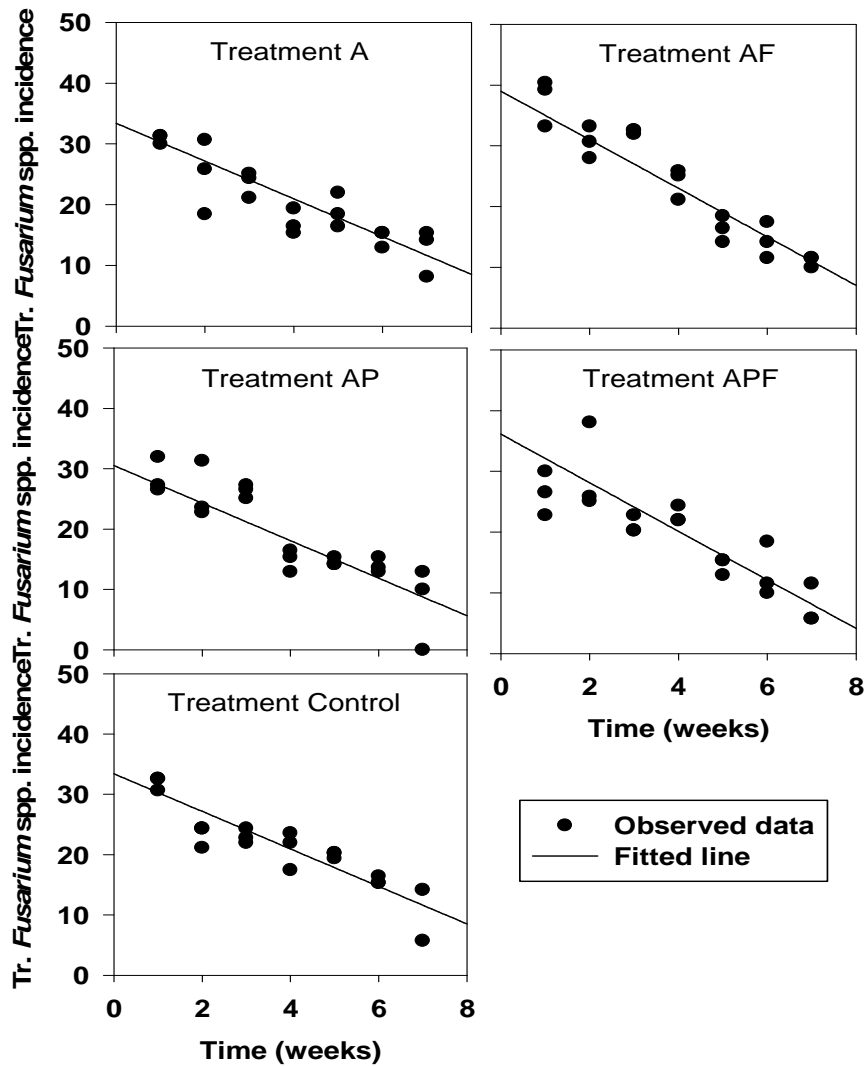 Treatment A
50
40
30
20
10
0
Tr. Fusarium spp. incidence
Treatment AF
Treatment AP
50
40
30
20
10
0
Tr. Fusarium spp. incidence
Treatment APF
0 2 4 6 8
Time (weeks)
Treatment Control
50
40
30
20
10
0
Tr. Fusarium spp. incidence
0 2 4 6 8
Time (weeks)
Observed data
Fitted line